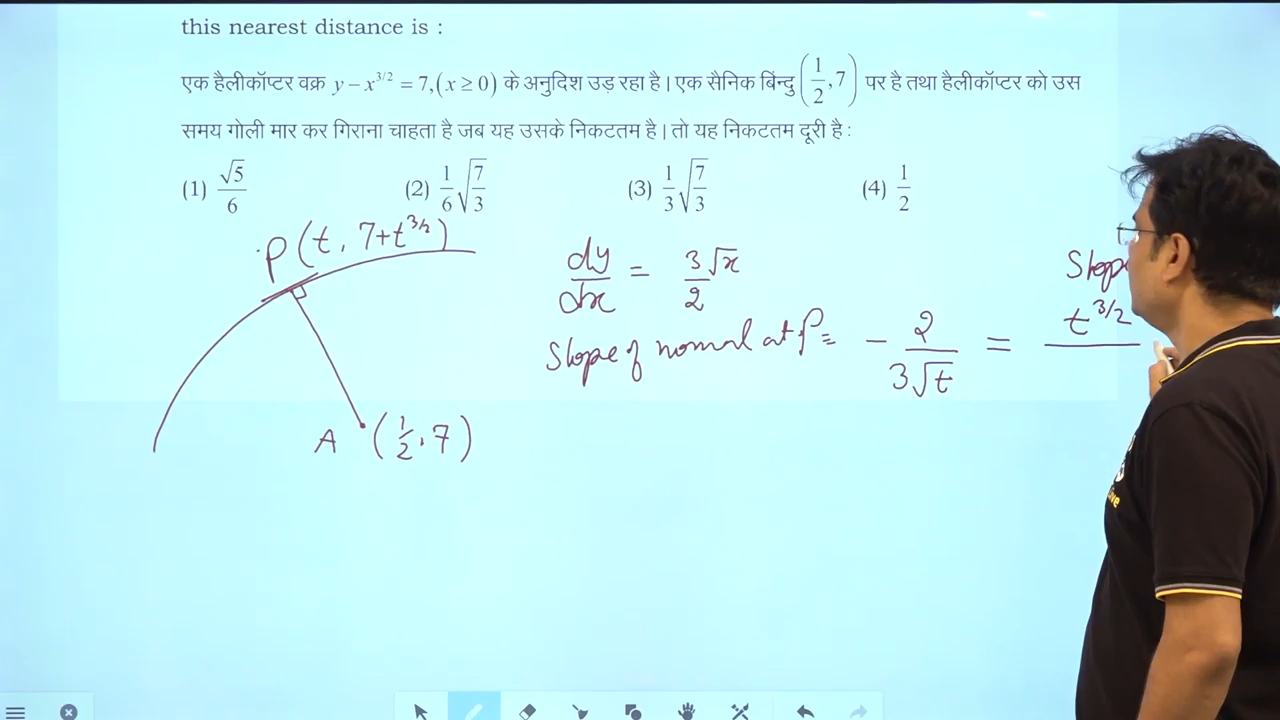 this nearest distance is :
एक हैलीकॉप्टर वक्र y − x^{3/2} = 7, (x ≥ 0) के अनुदिश उड़ रहा है। एक सैनिक बिंन्दु (1/2, 7) पर है तथा हैलीकॉप्टर को उस
समय गोली मार कर गिराना चाहता है जब यह उसके निकटतम है। तो यह निकटतम दूरी है :
(1) √5/6 (2) 1/6 √(7/3) (3) 1/3 √(7/3) (4) 1/2
P (t, 7+t^{3/2})
dy/dx = 3√x/2
Slope
Slope of normal at P = − 2/(3√t) = t^{3/2}
A (1/2, 7)